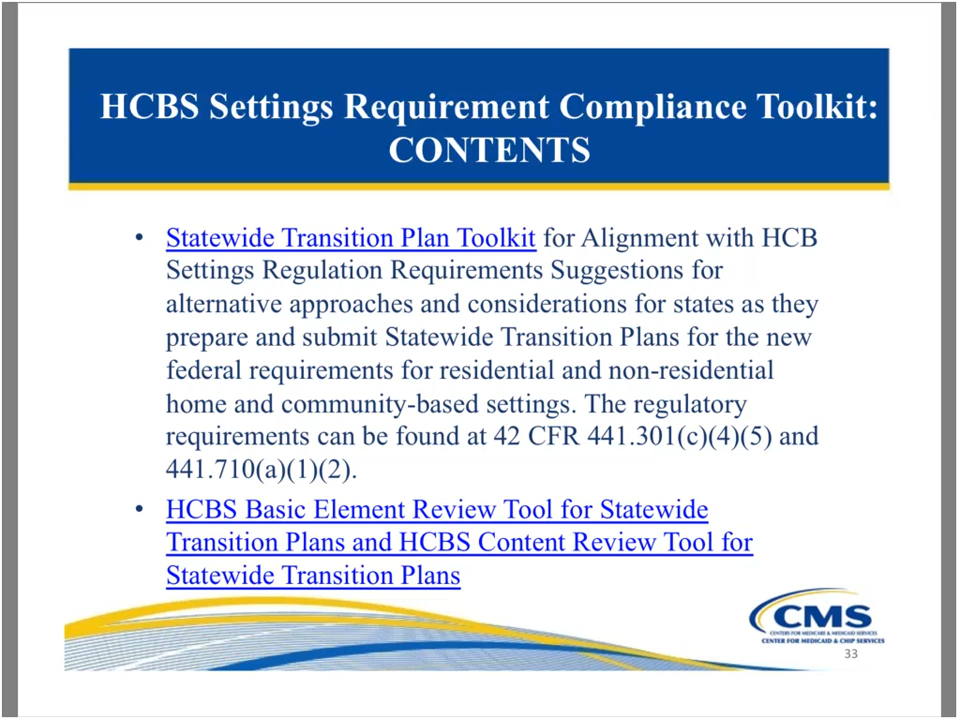 HCBS Settings Requirement Compliance Toolkit:
CONTENTS
• Statewide Transition Plan Toolkit for Alignment with HCB
Settings Regulation Requirements Suggestions for
alternative approaches and considerations for states as they
prepare and submit Statewide Transition Plans for the new
federal requirements for residential and non-residential
home and community-based settings. The regulatory
requirements can be found at 42 CFR 441.301(c)(4)(5) and
441.710(a)(1)(2).
• HCBS Basic Element Review Tool for Statewide
Transition Plans and HCBS Content Review Tool for
Statewide Transition Plans
CMS
CENTERS FOR MEDICARE & MEDICAID SERVICES
CENTER FOR MEDICAID & CHIP SERVICES
33